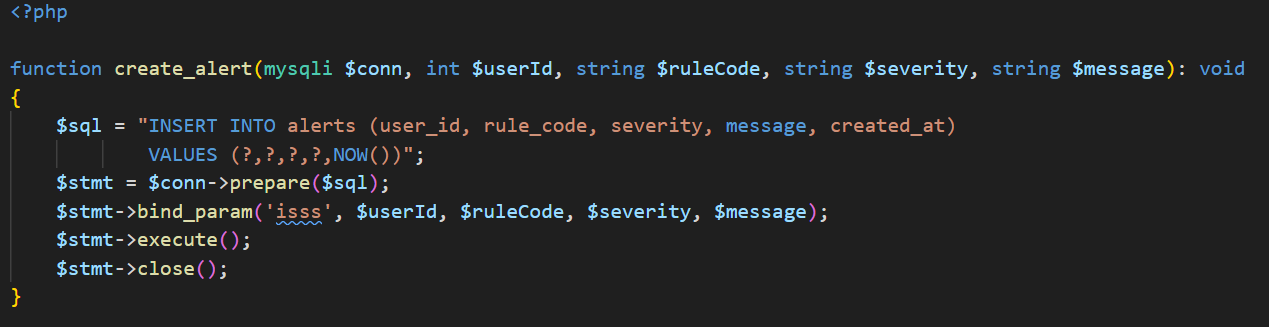 <?php
function create_alert(mysqli $conn, int $userId, string $ruleCode, string $severity, string $message): void
{
$sql = "INSERT INTO alerts (user_id, rule_code, severity, message, created_at)
VALUES (?,?,?,?,NOW())";
$stmt = $conn->prepare($sql);
$stmt->bind_param('isss', $userId, $ruleCode, $severity, $message);
$stmt->execute();
$stmt->close();
}